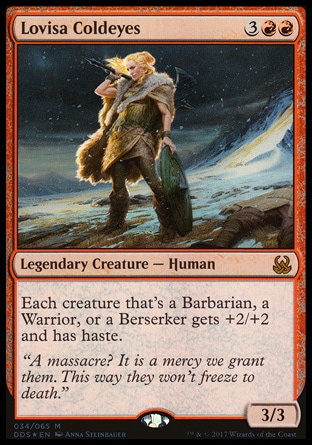 Lovisa Coldeyes 3
Legendary Creature — Human
Each creature that's a Barbarian, a
Warrior, or a Berserker gets +2/+2
and has haste.
“A massacre? It is a mercy we grant
them. This way they won't freeze to
death.”
3/3
034/065 M
DDS ★ EN Anna Steinbauer
™ & © 2017 Wizards of the Coast